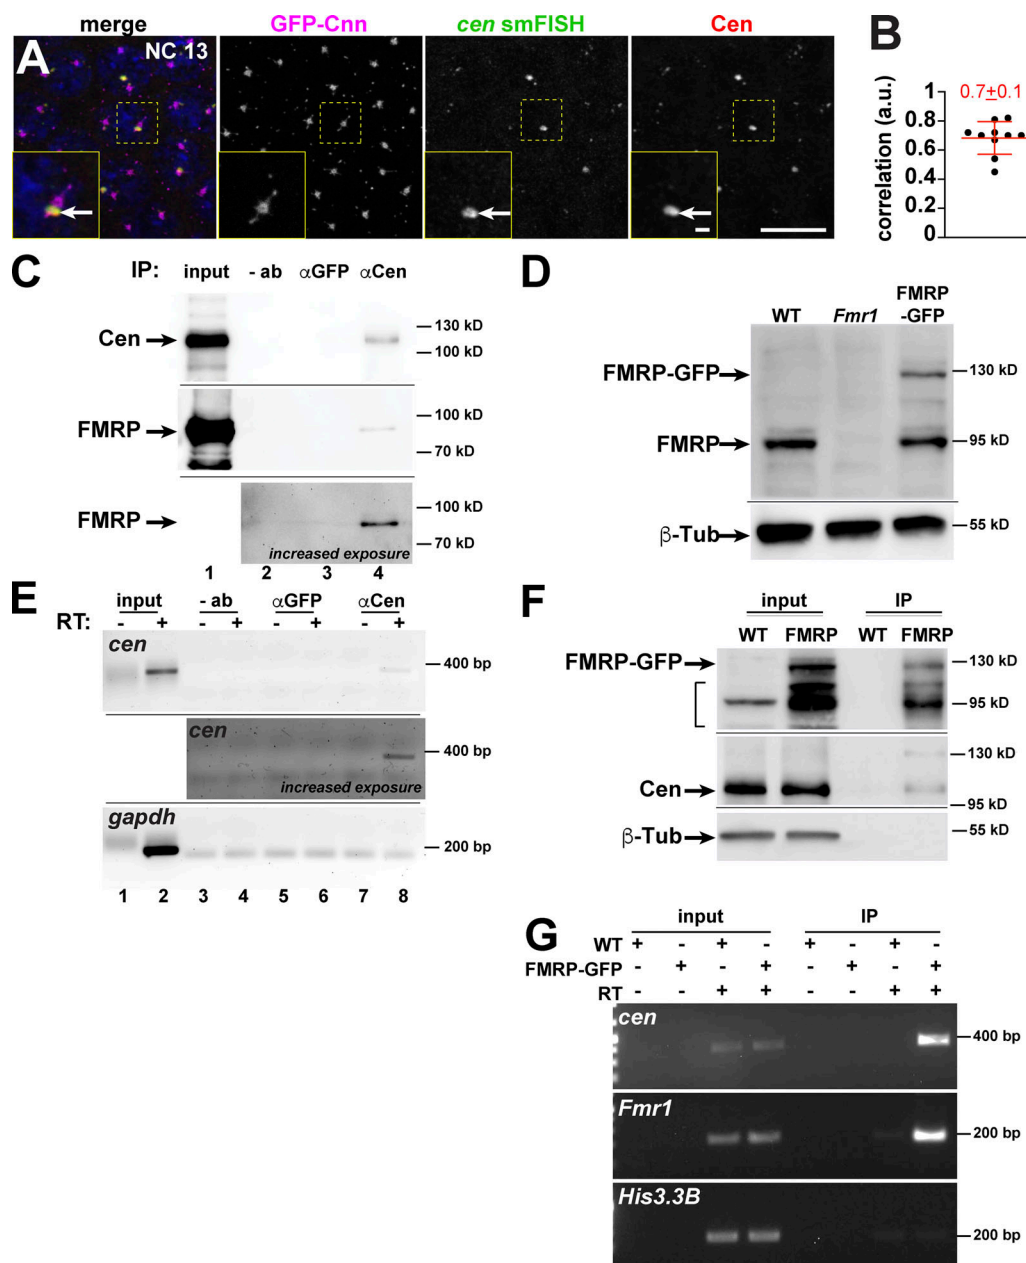 A
merge GFP-Cnn cen smFISH Cen
NC 13
B
0.7±0.1
correlation (a.u.)
1
0.8
0.6
0.4
0.2
0
C
IP: input - ab αGFP αCen
Cen
130 kD
100 kD
FMRP
100 kD
70 kD
FMRP
100 kD
70 kD
increased exposure
1 2 3 4
D
WT Fmr1 FMRP
-GFP
FMRP-GFP
130 kD
FMRP
95 kD
β-Tub
55 kD
E
input - ab αGFP αCen
RT: - + - + - + - +
cen
400 bp
cen
400 bp
increased exposure
gapdh
200 bp
1 2 3 4 5 6 7 8
F
input IP
WT FMRP WT FMRP
FMRP-GFP
130 kD
95 kD
130 kD
Cen
95 kD
β-Tub
55 kD
G
input IP
WT + - + - + - + -
FMRP-GFP - + - + - + - +
RT - - + + - - + +
cen
400 bp
Fmr1
200 bp
His3.3B
200 bp